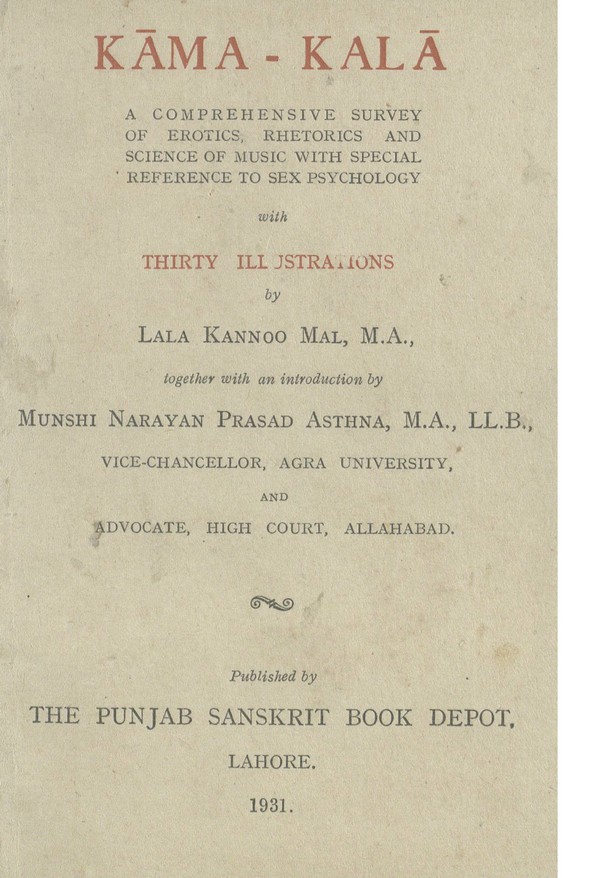 KĀMA - KALĀ
A COMPREHENSIVE SURVEY
OF EROTICS, RHETORICS AND
SCIENCE OF MUSIC WITH SPECIAL
REFERENCE TO SEX PSYCHOLOGY
with
THIRTY ILLUSTRATIONS
by
LALA KANNOO MAL, M.A.,
together with an introduction by
MUNSHI NARAYAN PRASAD ASTHNA, M.A., LL.B.,
VICE-CHANCELLOR, AGRA UNIVERSITY,
AND
ADVOCATE, HIGH COURT, ALLAHABAD.
Published by
THE PUNJAB SANSKRIT BOOK DEPOT,
LAHORE.
1931.